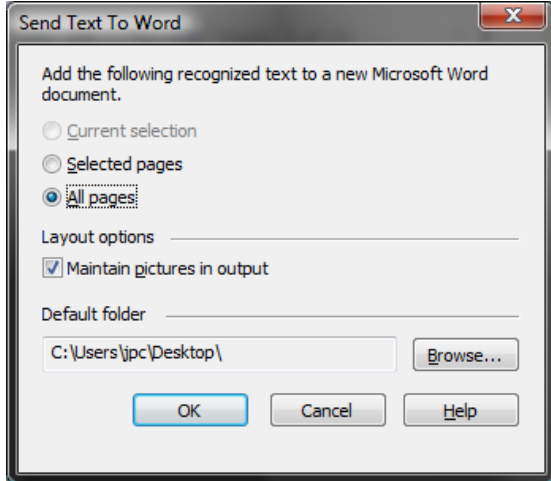 Send Text To Word
Add the following recognized text to a new Microsoft Word
document.
Current selection
Selected pages
All pages
Layout options
Maintain pictures in output
Default folder
C:\Users\jpc\Desktop\
Browse...
OK Cancel Help